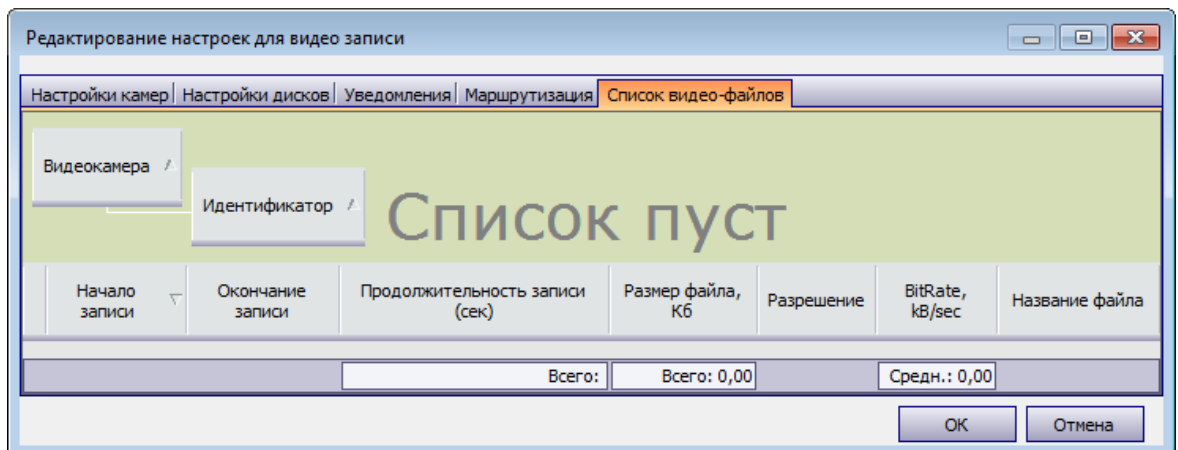 Редактирование настроек для видео записи
Настройки камер Настройки дисков Уведомления Маршрутизация Список видео-файлов
Видеокамера
Идентификатор
Список пуст
Начало записи
Окончание записи
Продолжительность записи (сек)
Размер файла, Кб
Разрешение
BitRate, kB/sec
Название файла
Всего: Всего: 0,00 Средн.: 0,00
ОК Отмена